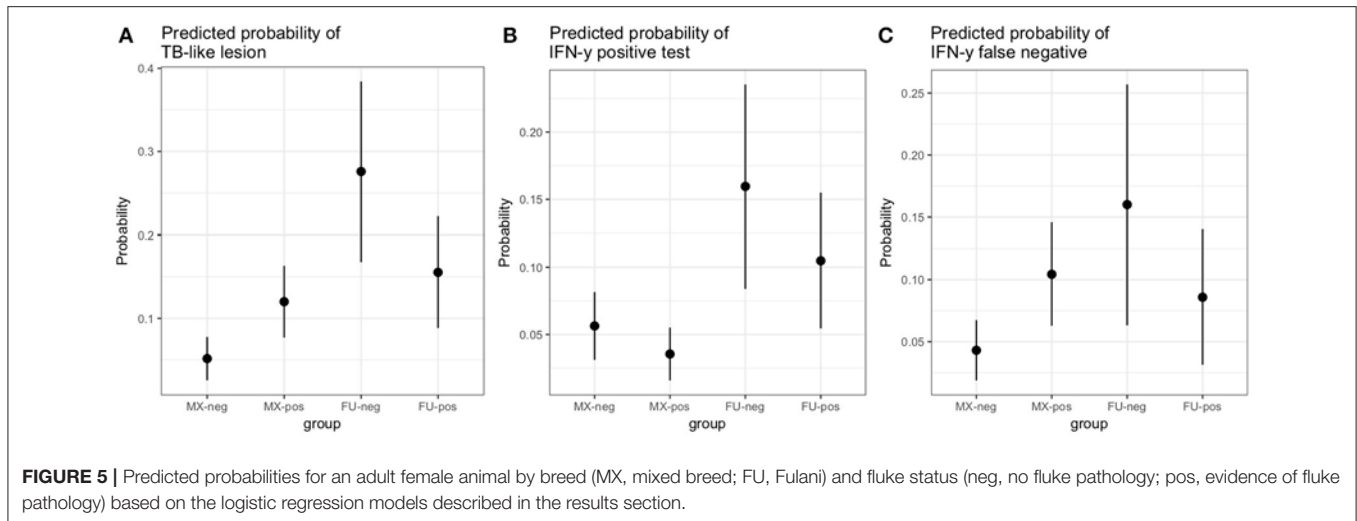 A Predicted probability of
TB-like lesion
0.4
0.3
0.2
0.1
Probability
MX-neg MX-pos FU-neg FU-pos
group
B Predicted probability of
IFN-y positive test
0.20
0.15
0.10
0.05
Probability
MX-neg MX-pos FU-neg FU-pos
group
C Predicted probability of
IFN-y false negative
0.25
0.20
0.15
0.10
0.05
Probability
MX-neg MX-pos FU-neg FU-pos
group
FIGURE 5 | Predicted probabilities for an adult female animal by breed (MX, mixed breed; FU, Fulani) and fluke status (neg, no fluke pathology; pos, evidence of fluke
pathology) based on the logistic regression models described in the results section.